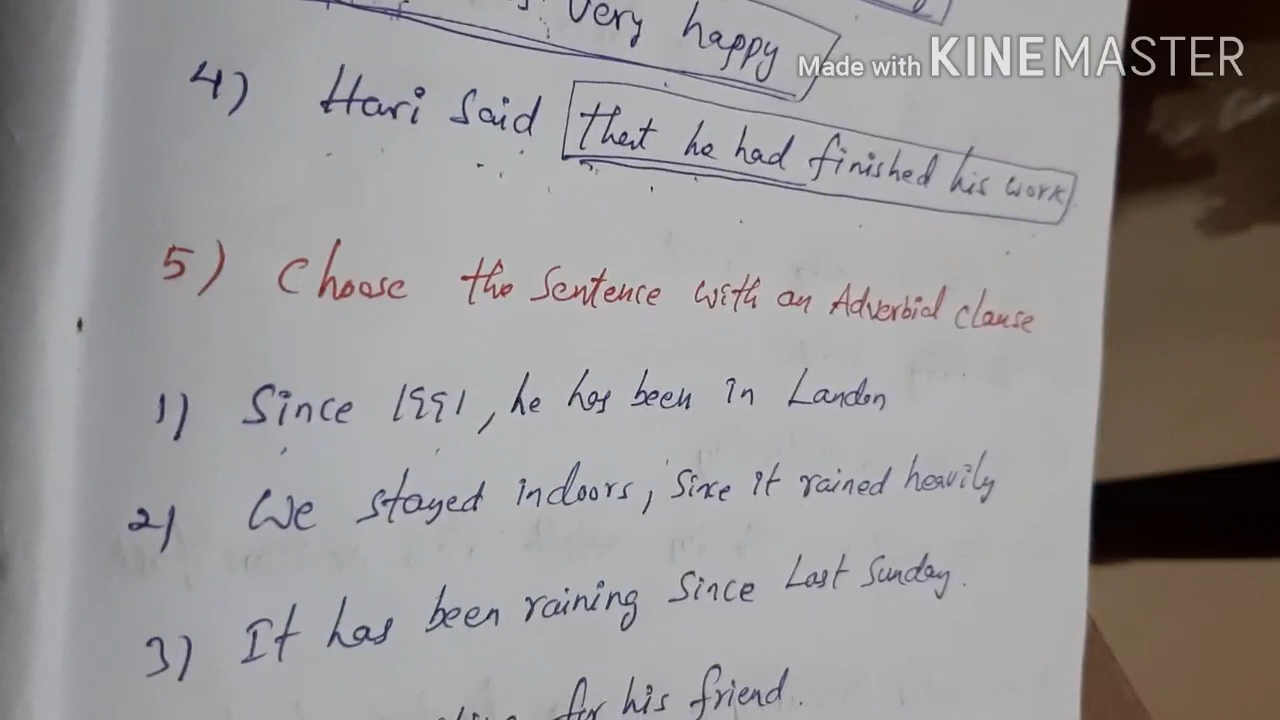 very happy
Made with KINEMASTER
4) Hari said that he had finished his work
5) Choose the sentence with an Adverbial clause
1) Since 1991, he has been in Landon
2) We stayed indoors, since it rained heavily
3) It has been raining since Last Sunday.
for his friend.